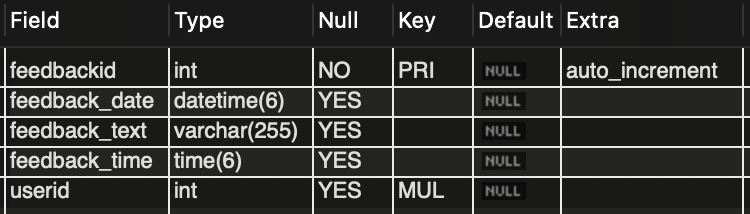 Field Type Null Key Default Extra
feedbackid int NO PRI NULL auto_increment
feedback_date datetime(6) YES NULL
feedback_text varchar(255) YES NULL
feedback_time time(6) YES NULL
userid int YES MUL NULL